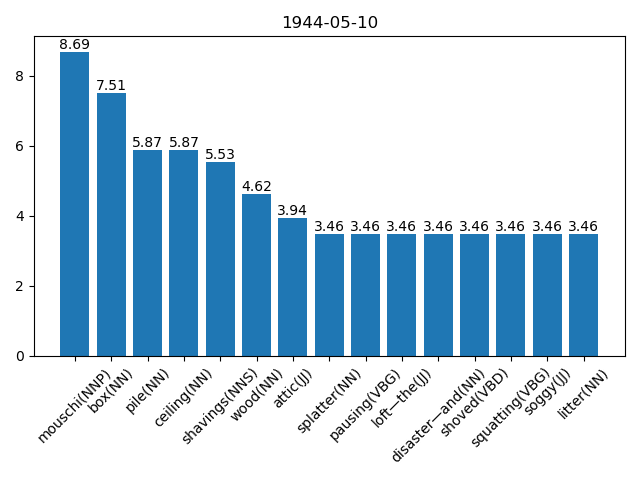 1944-05-10
8.69
7.51
5.87
5.87
5.53
4.62
3.94
3.46
3.46
3.46
3.46
3.46
3.46
3.46
3.46
8
6
4
2
0
mouschi(NNP)
box(NN)
pile(NN)
ceiling(NN)
shavings(NNS)
wood(NN)
attic(JJ)
splatter(NN)
pausing(VBG)
loft—the(JJ)
disaster—and(NN)
shoved(VBD)
squatting(VBG)
soggy(JJ)
litter(NN)